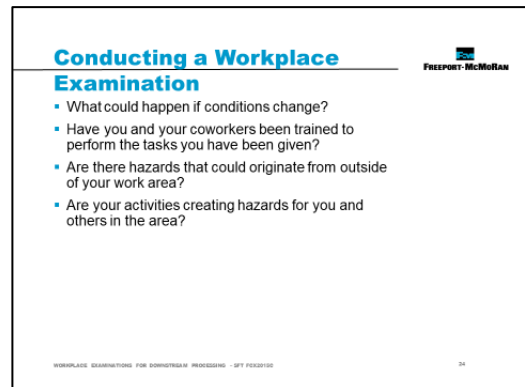 Conducting a Workplace
Examination
FCX
FREEPORT-MCMORAN
▪ What could happen if conditions change?
▪ Have you and your coworkers been trained to
perform the tasks you have been given?
▪ Are there hazards that could originate from outside
of your work area?
▪ Are your activities creating hazards for you and
others in the area?
WORKPLACE EXAMINATIONS FOR DOWNSTREAM PROCESSING - SFT
34